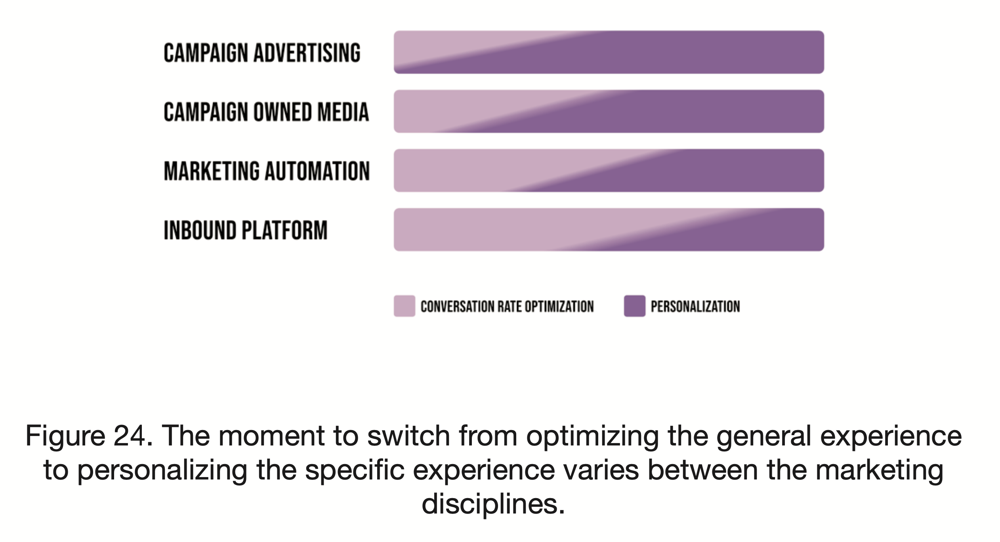 CAMPAIGN ADVERTISING
CAMPAIGN OWNED MEDIA
MARKETING AUTOMATION
INBOUND PLATFORM
CONVERSATION RATE OPTIMIZATION
PERSONALIZATION
Figure 24. The moment to switch from optimizing the general experience
to personalizing the specific experience varies between the marketing
disciplines.